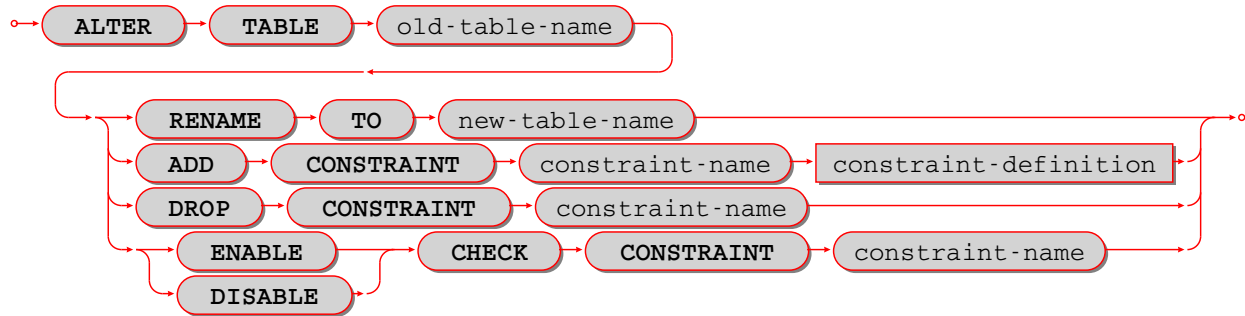 ALTER TABLE old-table-name
RENAME TO new-table-name
ADD CONSTRAINT constraint-name constraint-definition
DROP CONSTRAINT constraint-name
ENABLE CHECK CONSTRAINT constraint-name
DISABLE